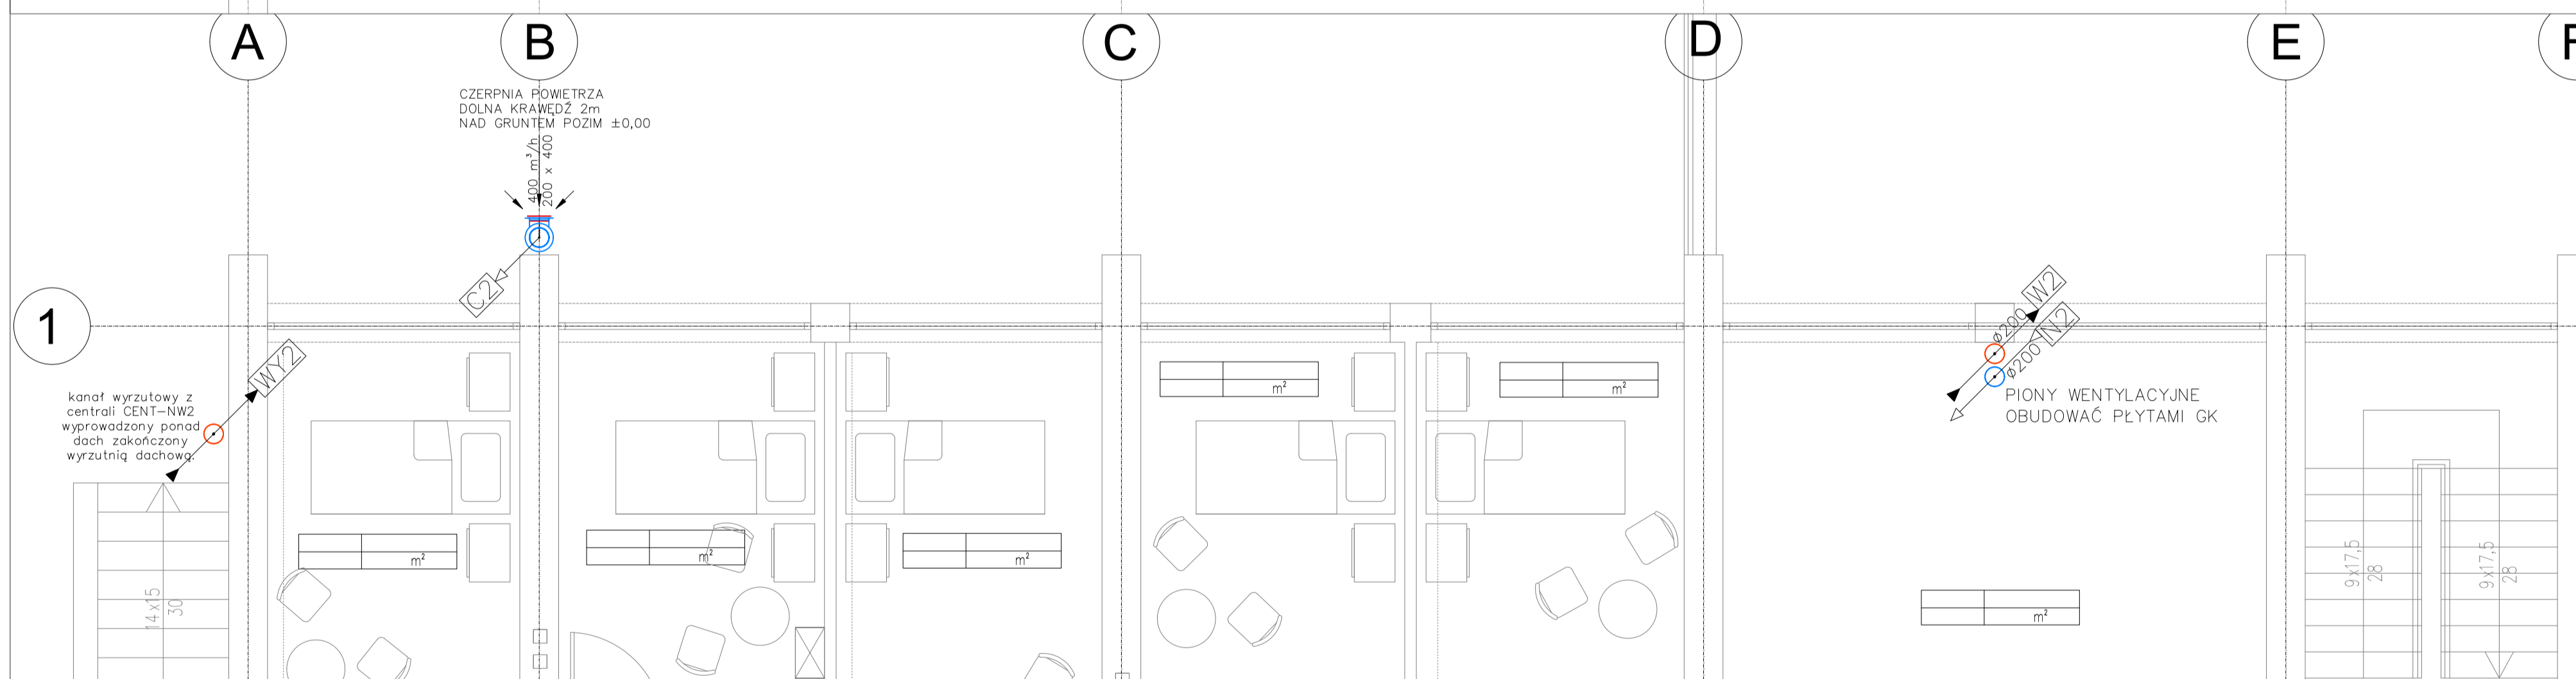 A
B
C
D
E
CZERPNIA POWIETRZA
DOLNA KRAWĘDŹ 2m
NAD GRUNTEM POZIM ±0,00
400 m³/h
200 x 400
C2
1
WY2
kanał wyrzutowy z
centrali CENT-NW2
wyprowadzony ponad
dach zakończony
wyrzutnią dachową.
W2
N2
ø200
ø200
PIONY WENTYLACYJNE
OBUDOWAĆ PŁYTAMI GK
m²
m²
m²
m²
m²
m²
14x15
30
9x17,5
28
9x17,5
28